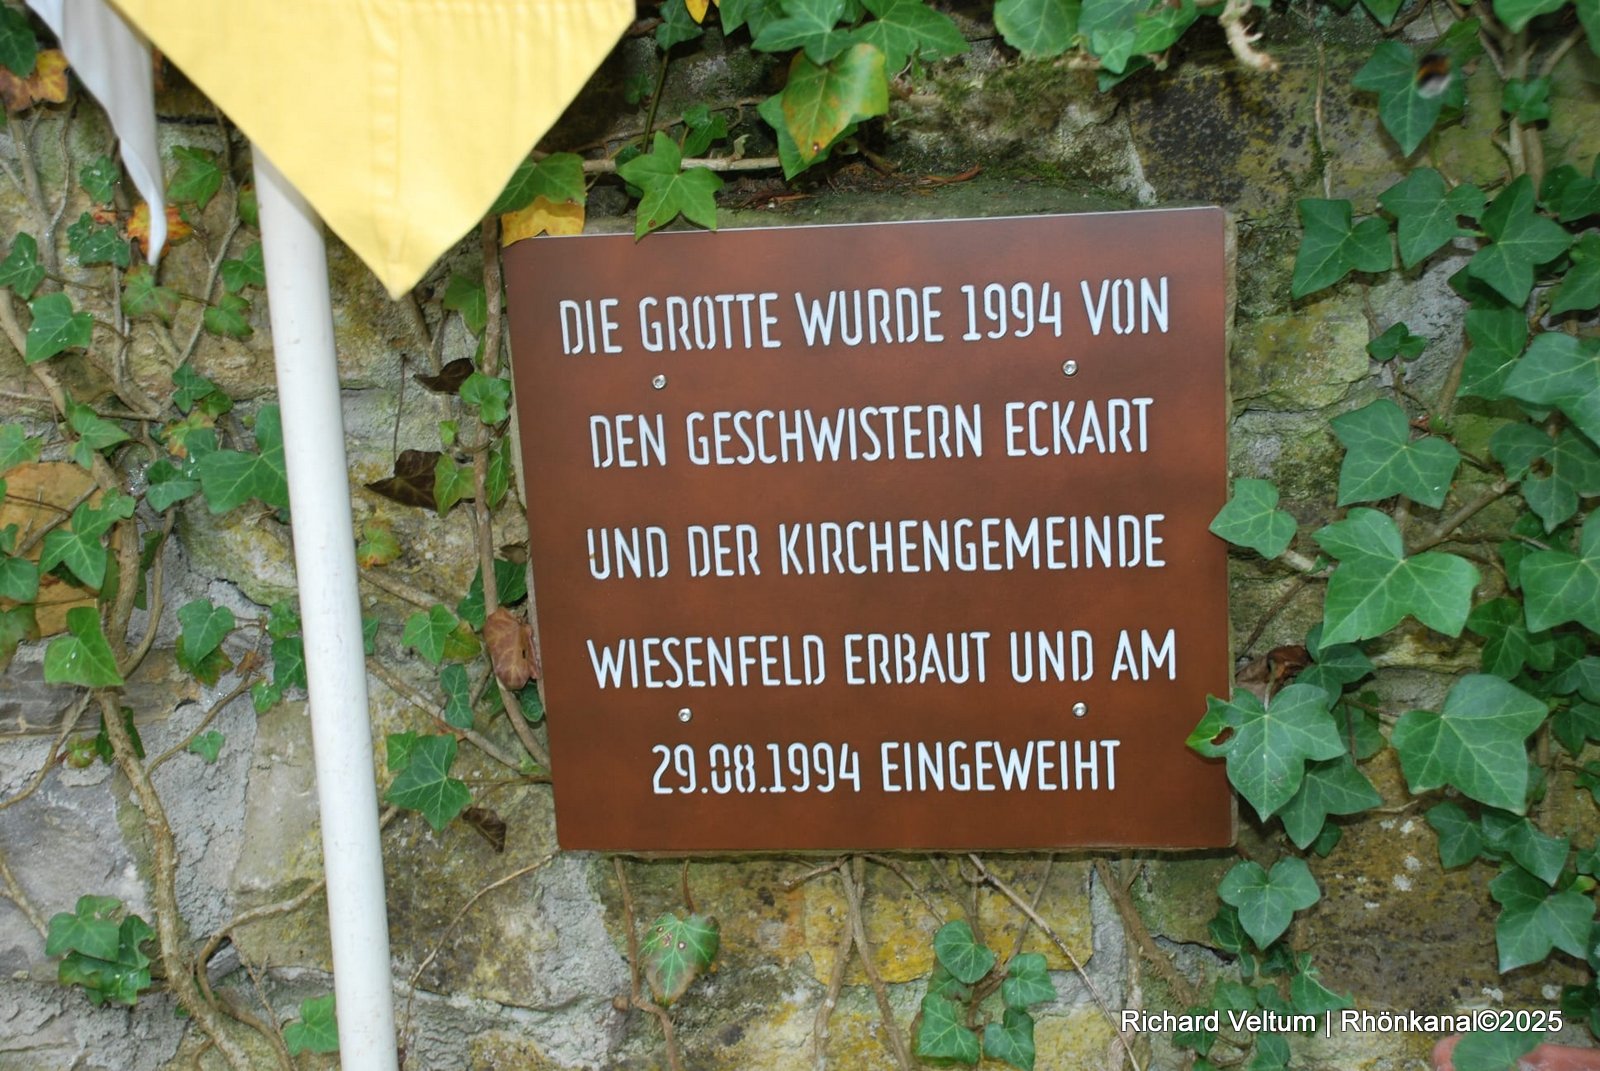 DIE GROTTE WURDE 1994 VON
DEN GESCHWISTERN ECKART
UND DER KIRCHENGEMEINDE
WIESENFELD ERBAUT UND AM
29.08.1994 EINGEWEIHT
Richard Veltum | Rhönkanal©2025